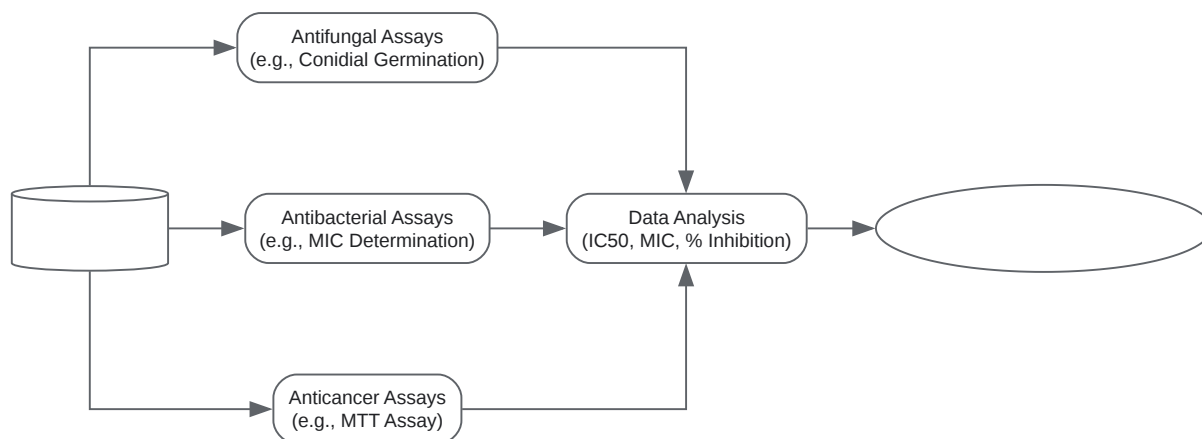 Antifungal Assays
(e.g., Conidial Germination)
Antibacterial Assays
(e.g., MIC Determination)
Data Analysis
(IC50, MIC, % Inhibition)
Anticancer Assays
(e.g., MTT Assay)